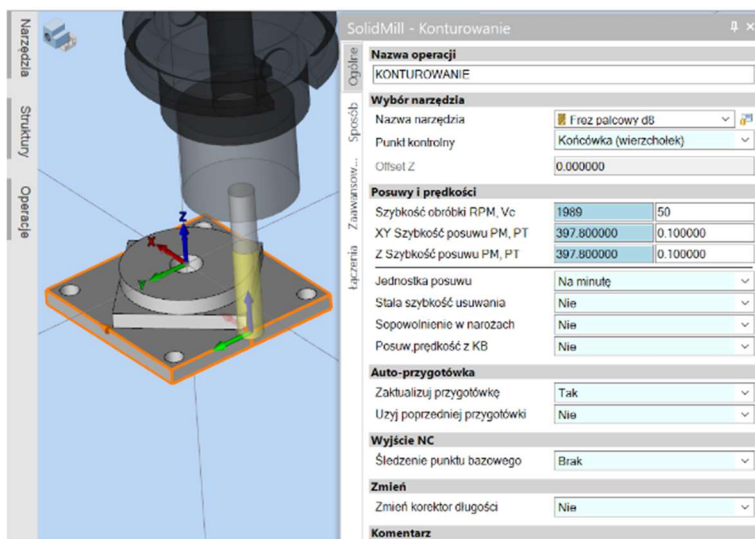 SolidMill - Konturowanie
Narzędzia
Struktury
Operacje
Ogólne
Sposób
Zaawansow...
Łączenia
Nazwa operacji
KONTUROWANIE
Wybór narzędzia
Nazwa narzędzia Frez palcowy d8
Punkt kontrolny Końcówka (wierzchołek)
Offset Z 0.000000
Posuwy i prędkości
Szybkość obróbki RPM, Vc 1989 50
XY Szybkość posuwu PM, PT 397.800000 0.100000
Z Szybkość posuwu PM, PT 397.800000 0.100000
Jednostka posuwu Na minutę
Stała szybkość usuwania Nie
Sopowolnienie w narożach Nie
Posuw,prędkość z KB Nie
Auto-przygotówka
Zaktualizuj przygotówkę Tak
Użyj poprzedniej przygotówki Nie
Wyjście NC
Śledzenie punktu bazowego Brak
Zmień
Zmień korektor długości Nie
Komentarz
Z
X
Y